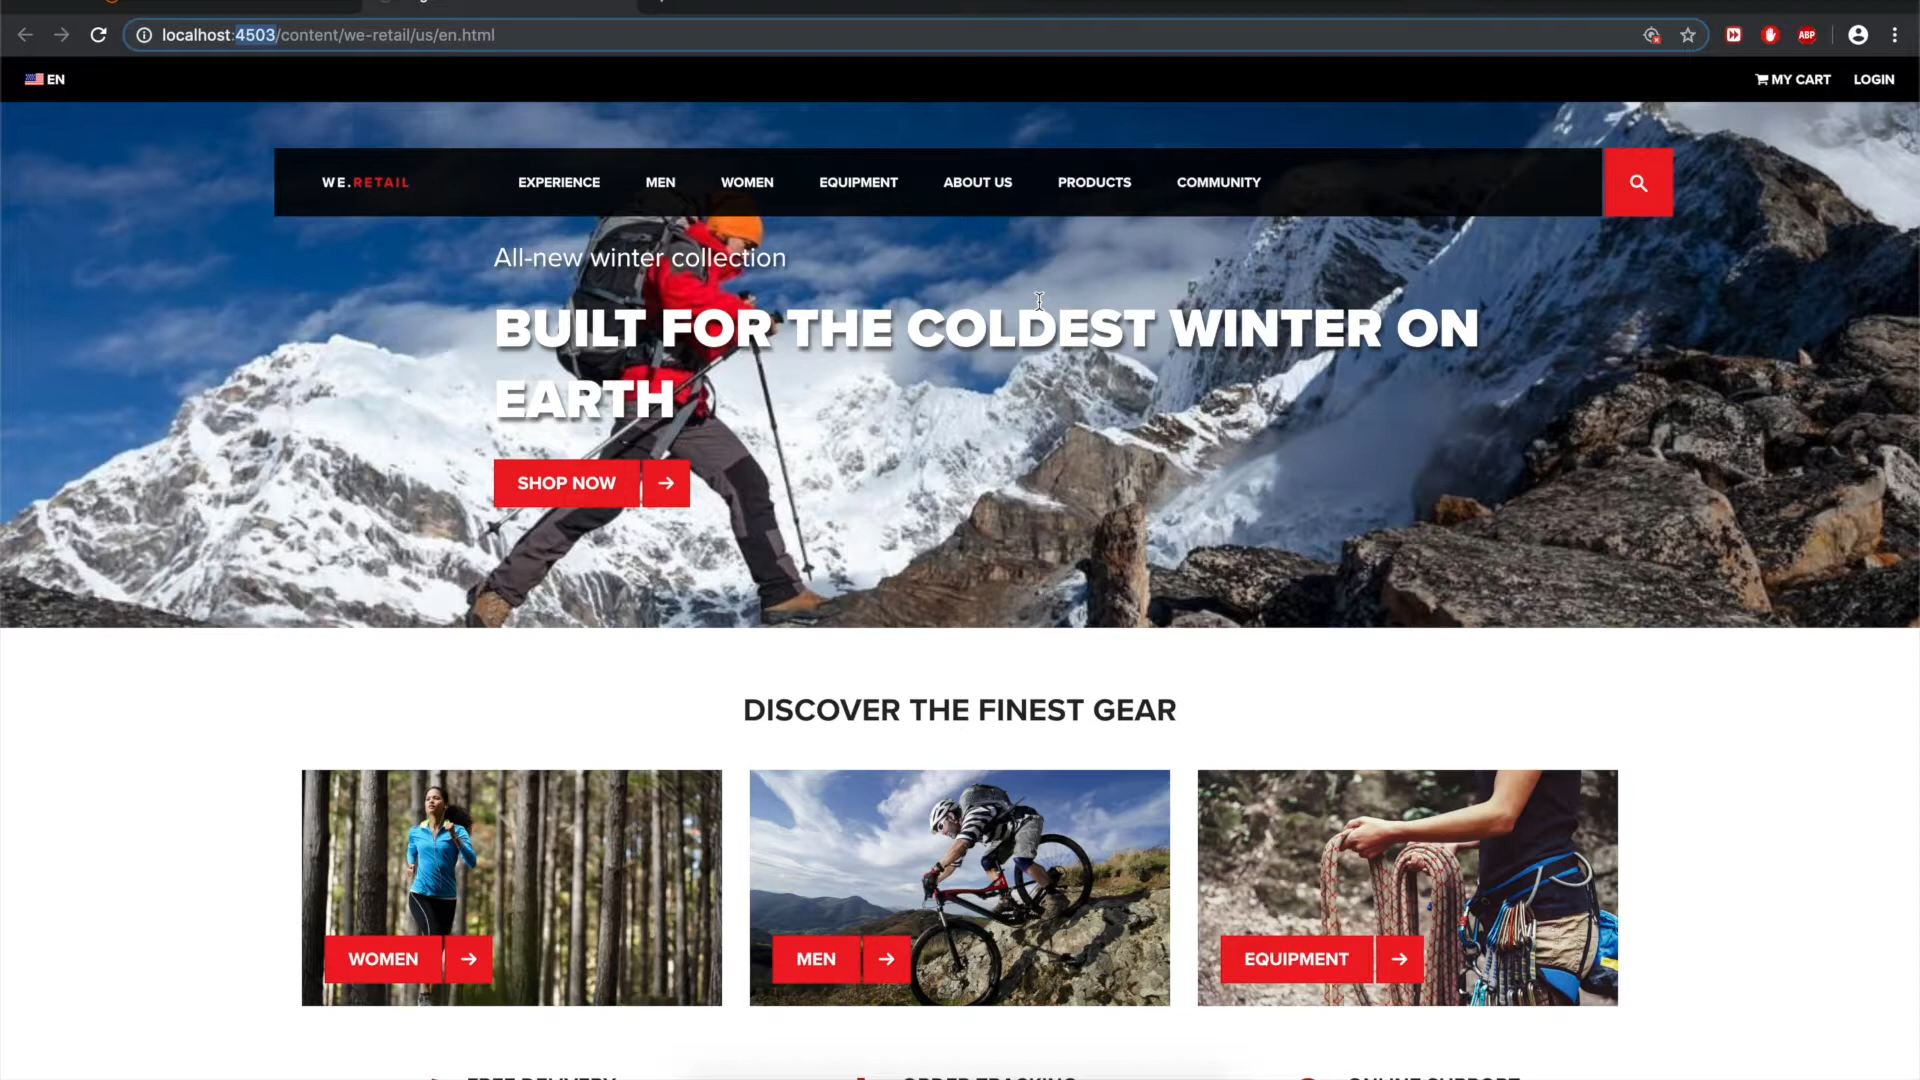 localhost:4503/content/we-retail/us/en.html
ABP
EN
MY CART
LOGIN
WE.RETAIL
EXPERIENCE
MEN
WOMEN
EQUIPMENT
ABOUT US
PRODUCTS
COMMUNITY
All-new winter collection
BUILT FOR THE COLDEST WINTER ON
EARTH
SHOP NOW
DISCOVER THE FINEST GEAR
WOMEN
MEN
EQUIPMENT
FREE DELIVERY
ORDER TRACKING
ONLINE SUPPORT